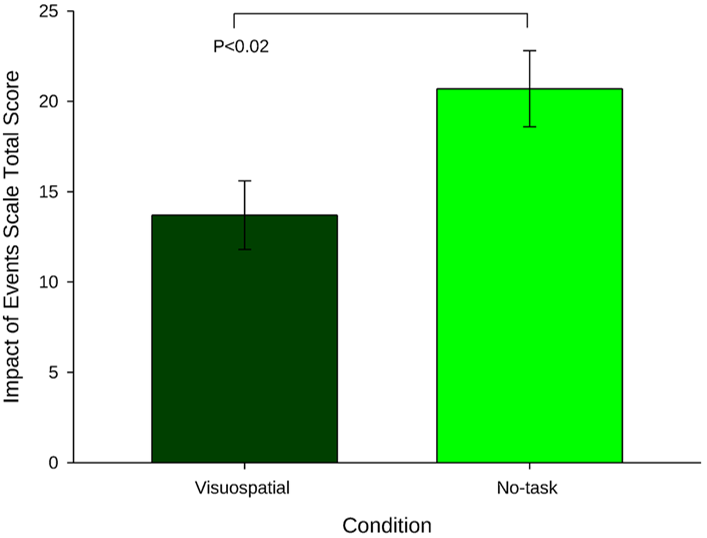 25
P<0.02
20
15
10
5
0
Impact of Events Scale Total Score
Visuospatial
No-task
Condition